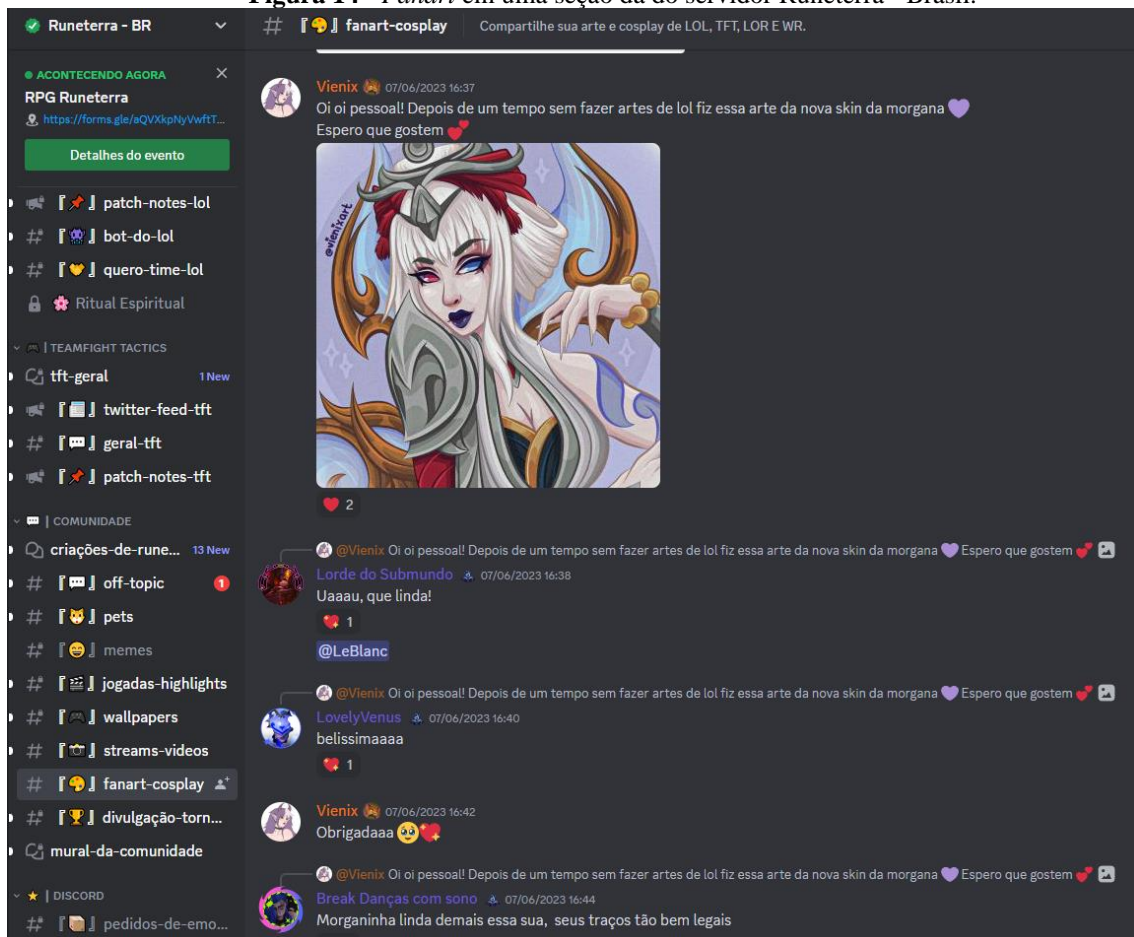 Figura 14 - Fanart em uma seção da do servidor Runeterra - Brasil.
Runeterra - BR
ACONTECENDO AGORA
RPG Runeterra
https://forms.gle/aQVXkpNyVwftT...
Detalhes do evento
patch-notes-lol
bot-do-lol
quero-time-lol
Ritual Espiritual
| TEAMFIGHT TACTICS
tft-geral 1 New
twitter-feed-tft
geral-tft
patch-notes-tft
| COMUNIDADE
criações-de-rune... 13 New
off-topic 1
pets
memes
jogadas-highlights
wallpapers
streams-videos
fanart-cosplay
divulgação-torn...
mural-da-comunidade
| DISCORD
pedidos-de-emo...
fanart-cosplay Compartilhe sua arte e cosplay de LOL, TFT, LOR E WR.
Vienix 07/06/2023 16:37
Oi oi pessoal! Depois de um tempo sem fazer artes de lol fiz essa arte da nova skin da morgana 💜
Espero que gostem 💕
@vienixart
❤️ 2
@Vienix Oi oi pessoal! Depois de um tempo sem fazer artes de lol fiz essa arte da nova skin da morgana 💜 Espero que gostem 💕
Lorde do Submundo 07/06/2023 16:38
Uaaau, que linda!
💖 1
@LeBlanc
@Vienix Oi oi pessoal! Depois de um tempo sem fazer artes de lol fiz essa arte da nova skin da morgana 💜 Espero que gostem 💕
LovelyVenus 07/06/2023 16:40
belissimaaaa
💖 1
Vienix 07/06/2023 16:42
Obrigadaaa 🥹💖
@Vienix Oi oi pessoal! Depois de um tempo sem fazer artes de lol fiz essa arte da nova skin da morgana 💜 Espero que gostem 💕
Break Danças com sono 07/06/2023 16:44
Morganinha linda demais essa sua, seus traços tão bem legais